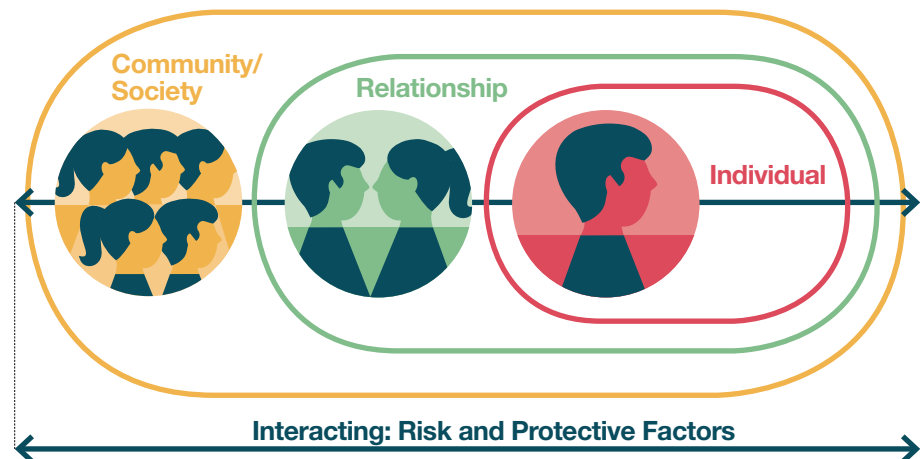 Community/
Society
Relationship
Individual
Interacting: Risk and Protective Factors